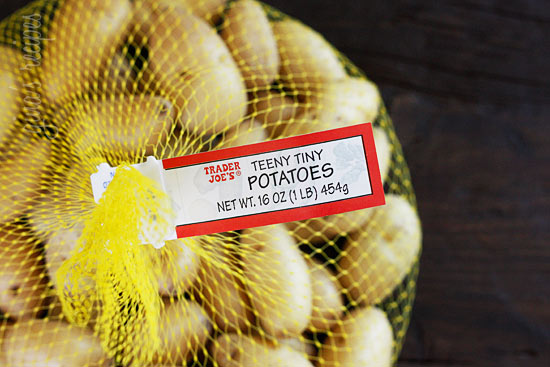 TRADER JOE'S®
TEENY TINY
POTATOES
NET WT. 16 OZ (1 LB) 454g